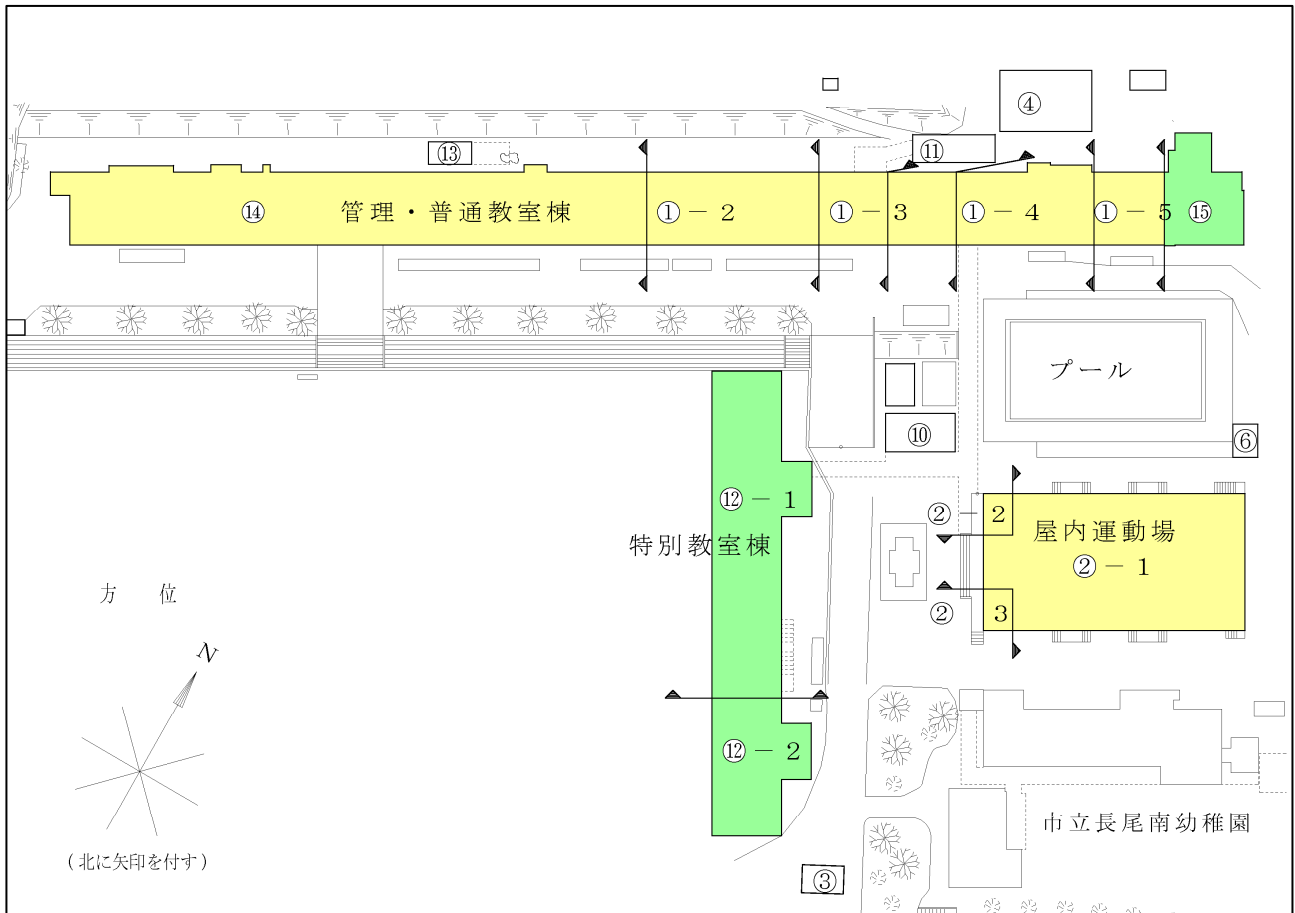 ④
⑬
⑪
⑭ 管理・普通教室棟 ①－２ ①－３ ①－４ ①－５ ⑮
プール
⑩
⑥
⑫－１
特別教室棟
②－２
屋内運動場
②－１
② ３
方 位
N
(北に矢印を付す)
⑫－２
市立長尾南幼稚園
③